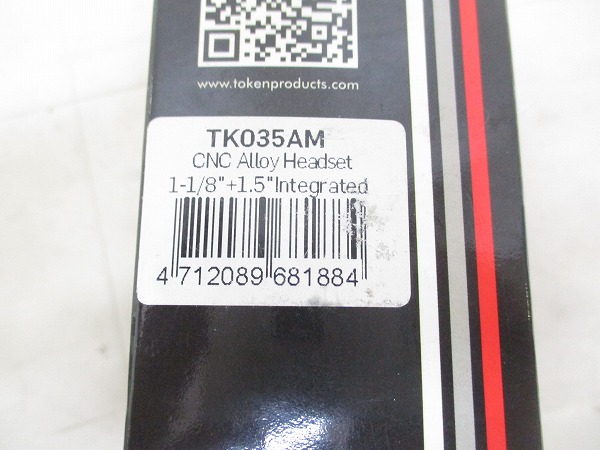 www.tokenproducts.com
TK035AM
CNC Alloy Headset
1-1/8"+1.5"Integrated
4 712089 681884